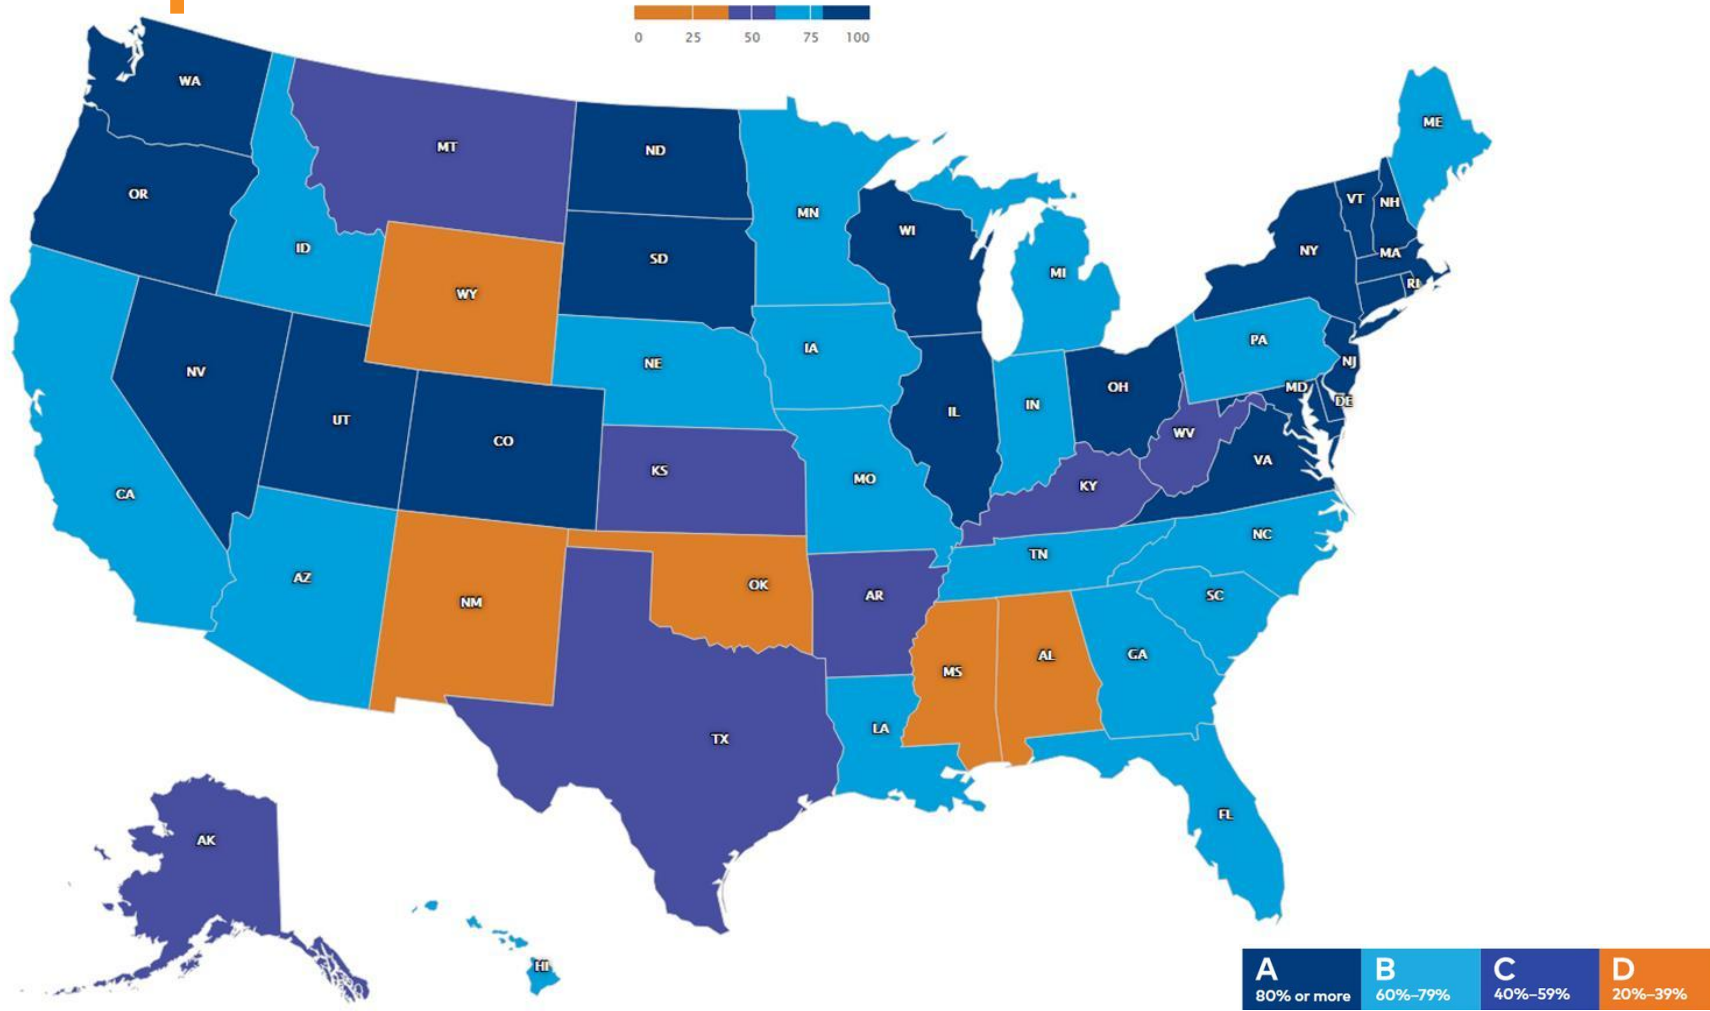 0 25 50 75 100
WA
MT
ND
ME
OR
MN
VT
NH
WI
ID
NY
MA
SD
MI
RI
WY
PA
IA
NE
NJ
NV
OH
MD
DE
IN
IL
UT
CO
WV
VA
KS
MO
KY
CA
NC
TN
AZ
OK
AR
SC
NM
GA
AL
MS
LA
TX
FL
AK
HI
A B C D
80% or more 60%–79% 40%–59% 20%–39%